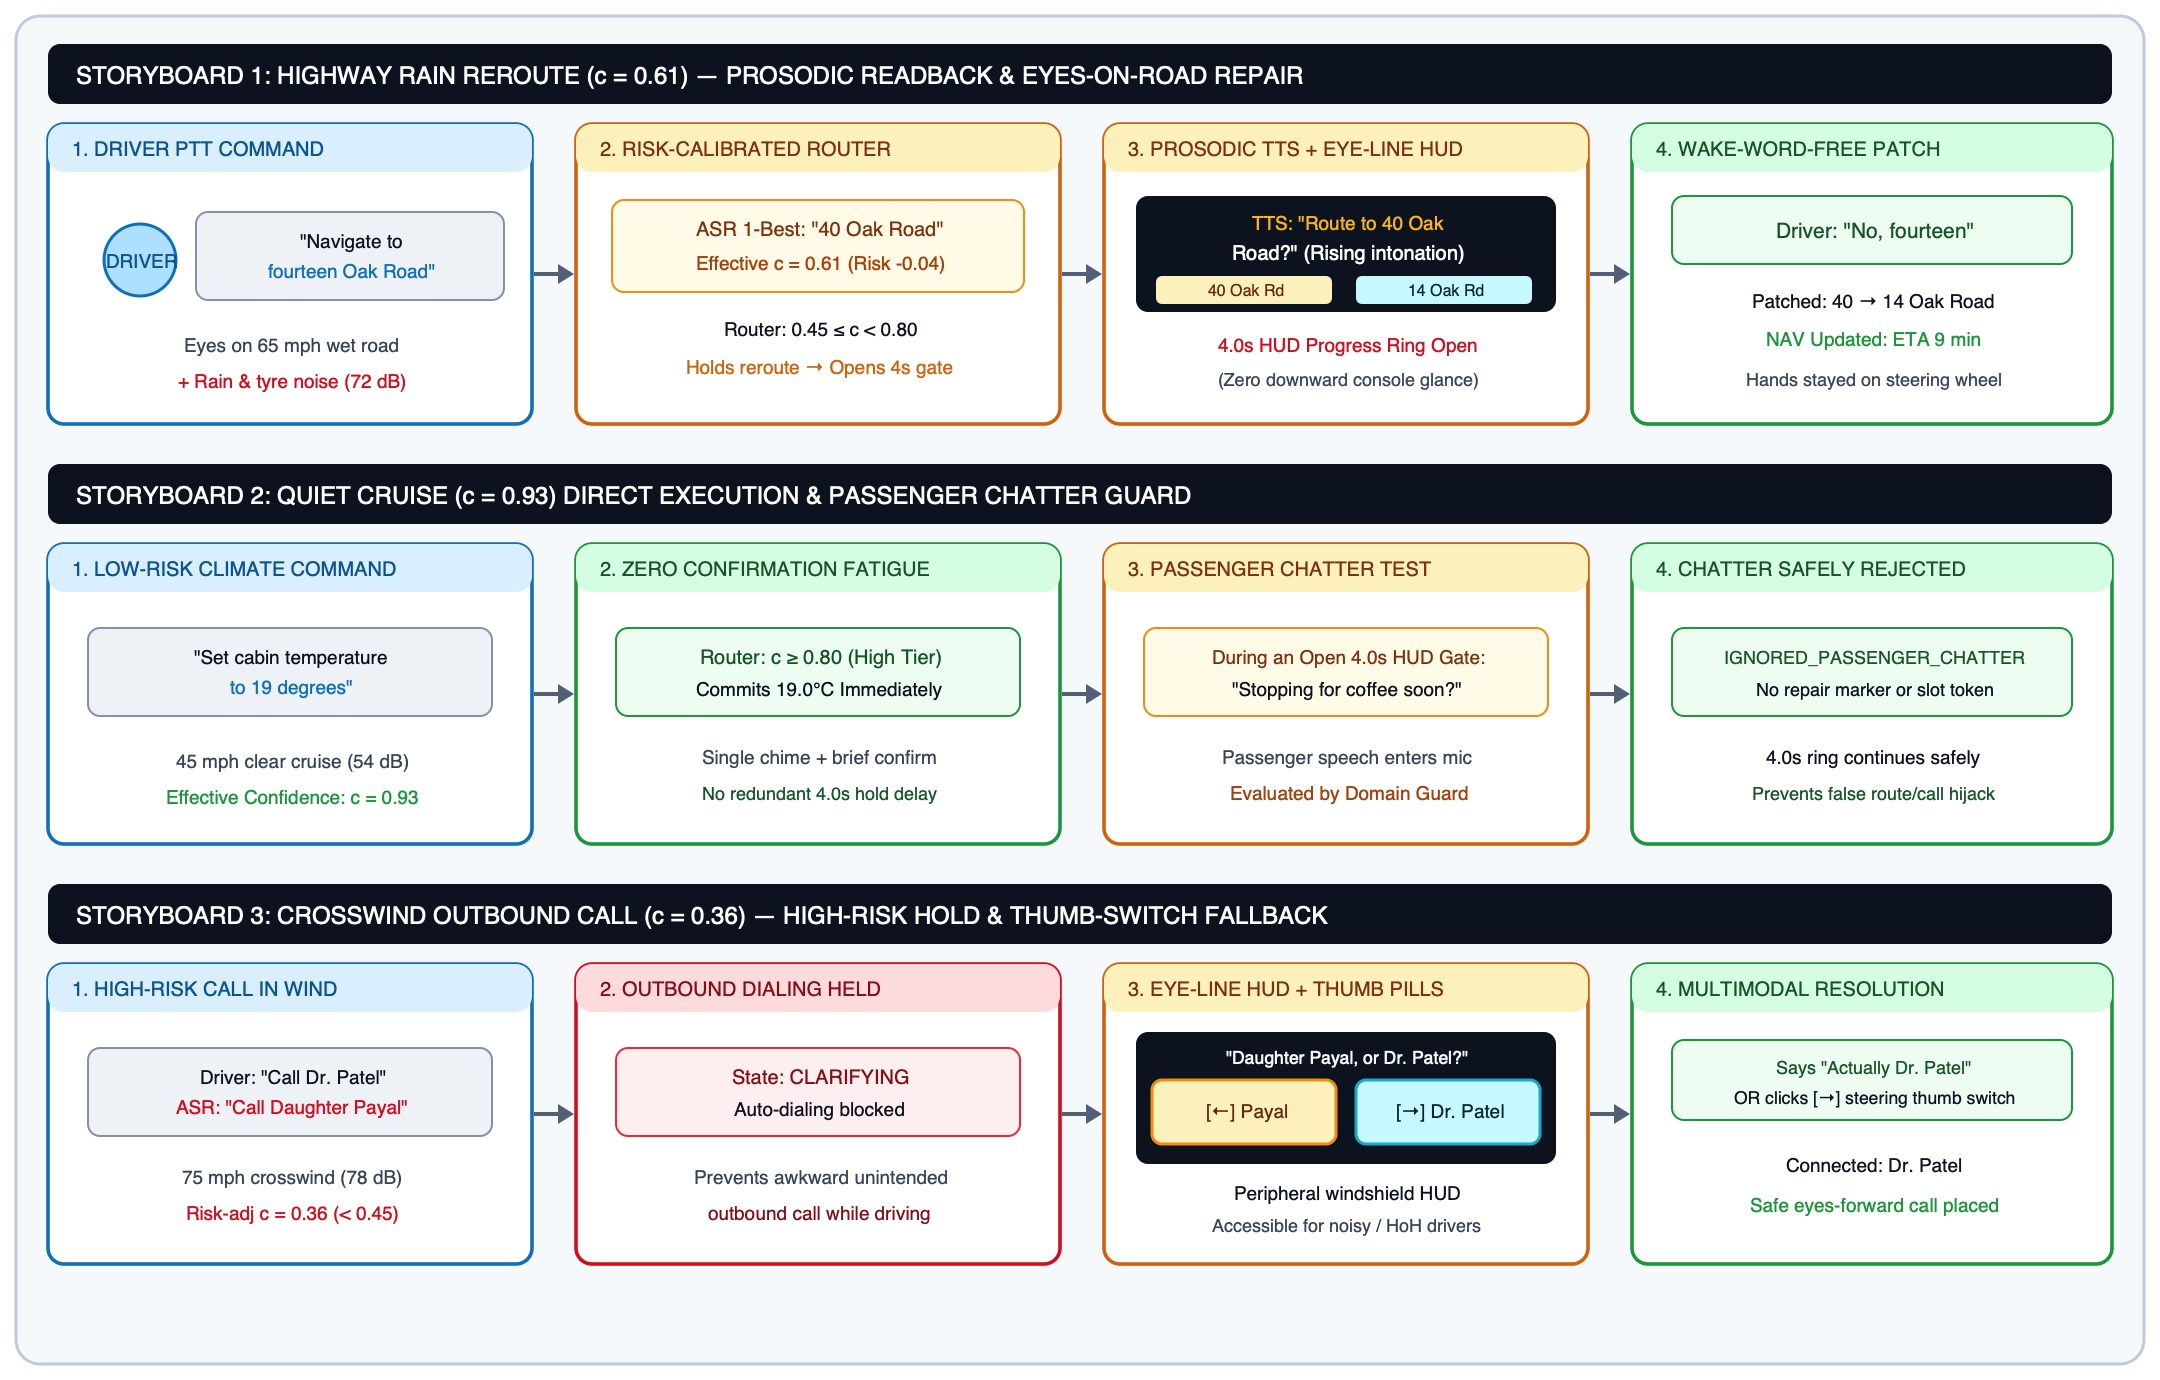 STORYBOARD 1: HIGHWAY RAIN REROUTE (c = 0.61) — PROSODIC READBACK & EYES-ON-ROAD REPAIR
1. DRIVER PTT COMMAND
DRIVER
"Navigate to
fourteen Oak Road"
Eyes on 65 mph wet road
+ Rain & tyre noise (72 dB)
2. RISK-CALIBRATED ROUTER
ASR 1-Best: "40 Oak Road"
Effective c = 0.61 (Risk -0.04)
Router: 0.45 ≤ c < 0.80
Holds reroute → Opens 4s gate
3. PROSODIC TTS + EYE-LINE HUD
TTS: "Route to 40 Oak
Road?" (Rising intonation)
40 Oak Rd
14 Oak Rd
4.0s HUD Progress Ring Open
(Zero downward console glance)
4. WAKE-WORD-FREE PATCH
Driver: "No, fourteen"
Patched: 40 → 14 Oak Road
NAV Updated: ETA 9 min
Hands stayed on steering wheel
STORYBOARD 2: QUIET CRUISE (c = 0.93) DIRECT EXECUTION & PASSENGER CHATTER GUARD
1. LOW-RISK CLIMATE COMMAND
"Set cabin temperature
to 19 degrees"
45 mph clear cruise (54 dB)
Effective Confidence: c = 0.93
2. ZERO CONFIRMATION FATIGUE
Router: c ≥ 0.80 (High Tier)
Commits 19.0°C Immediately
Single chime + brief confirm
No redundant 4.0s hold delay
3. PASSENGER CHATTER TEST
During an Open 4.0s HUD Gate:
"Stopping for coffee soon?"
Passenger speech enters mic
Evaluated by Domain Guard
4. CHATTER SAFELY REJECTED
IGNORED_PASSENGER_CHATTER
No repair marker or slot token
4.0s ring continues safely
Prevents false route/call hijack
STORYBOARD 3: CROSSWIND OUTBOUND CALL (c = 0.36) — HIGH-RISK HOLD & THUMB-SWITCH FALLBACK
1. HIGH-RISK CALL IN WIND
Driver: "Call Dr. Patel"
ASR: "Call Daughter Payal"
75 mph crosswind (78 dB)
Risk-adj c = 0.36 (< 0.45)
2. OUTBOUND DIALING HELD
State: CLARIFYING
Auto-dialing blocked
Prevents awkward unintended
outbound call while driving
3. EYE-LINE HUD + THUMB PILLS
"Daughter Payal, or Dr. Patel?"
[←] Payal
[→] Dr. Patel
Peripheral windshield HUD
Accessible for noisy / HoH drivers
4. MULTIMODAL RESOLUTION
Says "Actually Dr. Patel"
OR clicks [→] steering thumb switch
Connected: Dr. Patel
Safe eyes-forward call placed